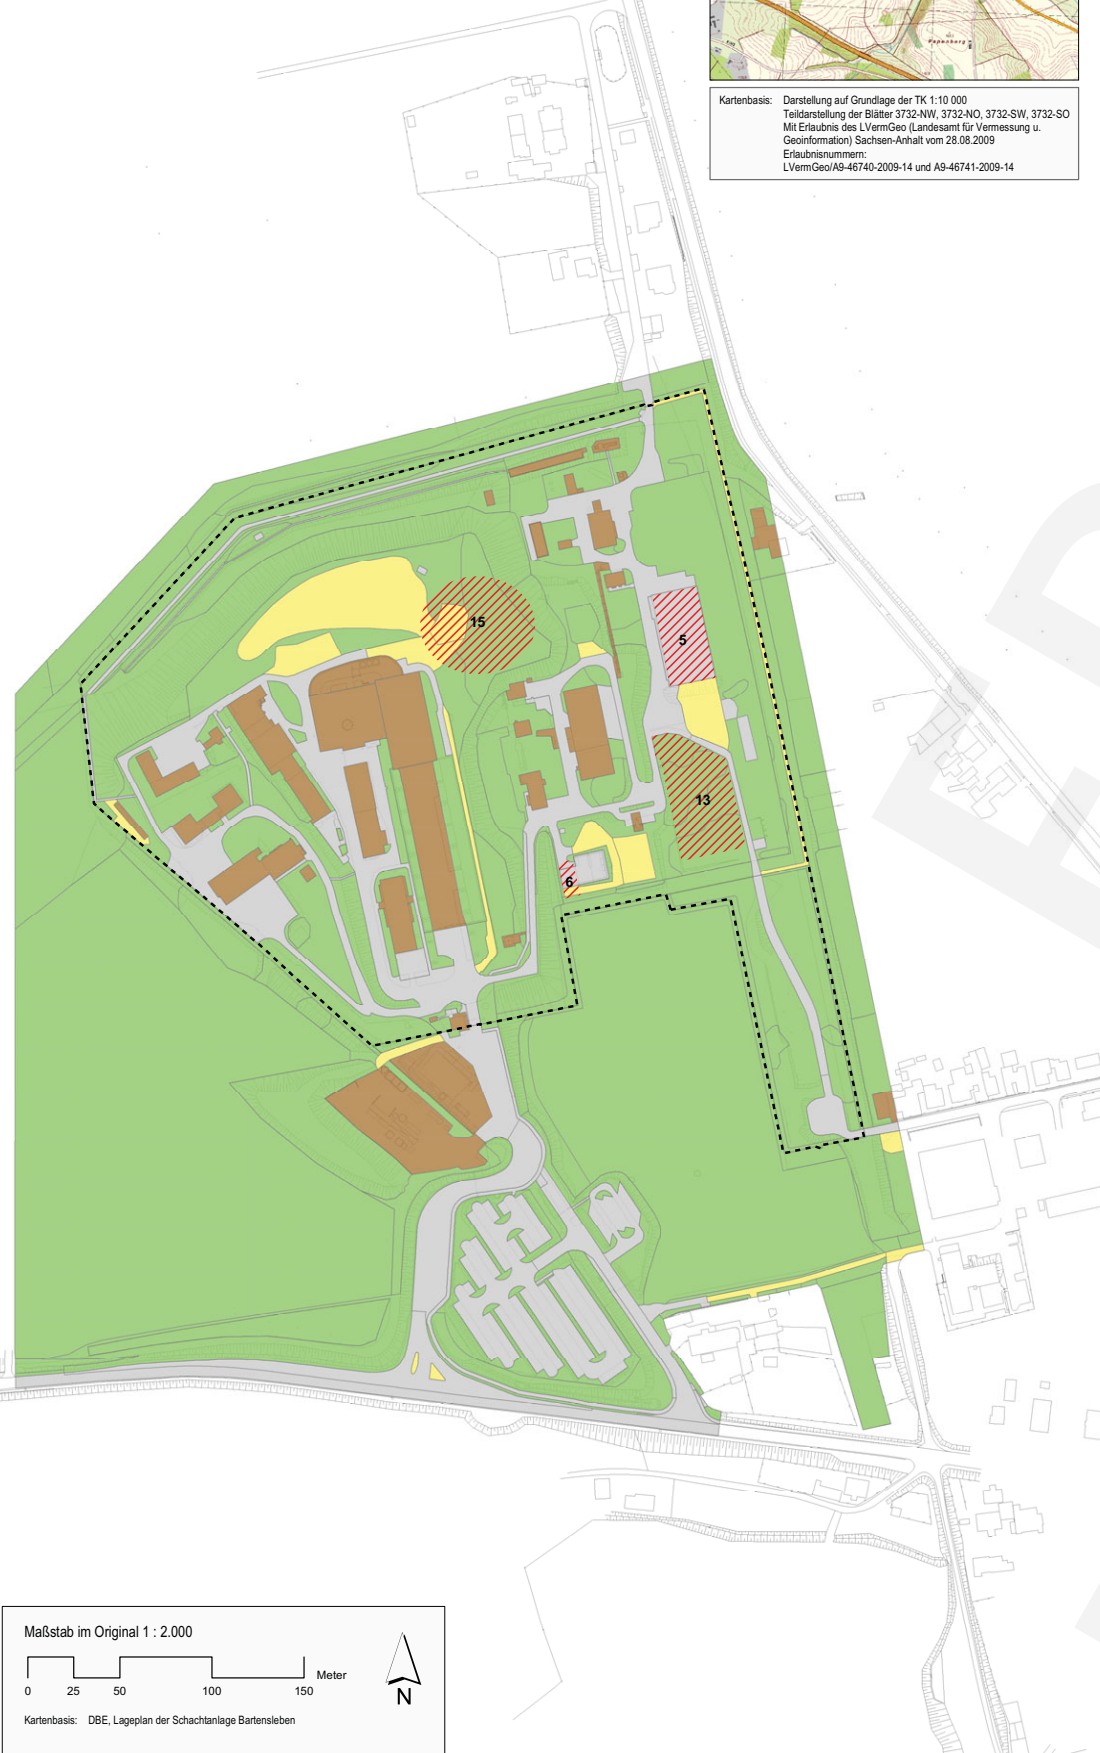 Papenberg
Kartenbasis: Darstellung auf Grundlage der TK 1:10 000
Teildarstellung der Blätter 3732-NW, 3732-NO, 3732-SW, 3732-SO
Mit Erlaubnis des LVermGeo (Landesamt für Vermessung u.
Geoinformation) Sachsen-Anhalt vom 28.08.2009
Erlaubnisnummern:
LVermGeo/A9-46740-2009-14 und A9-46741-2009-14
15
5
13
6
Maßstab im Original 1 : 2.000
Meter
0 25 50 100 150
N
Kartenbasis: DBE, Lageplan der Schachtanlage Bartensleben